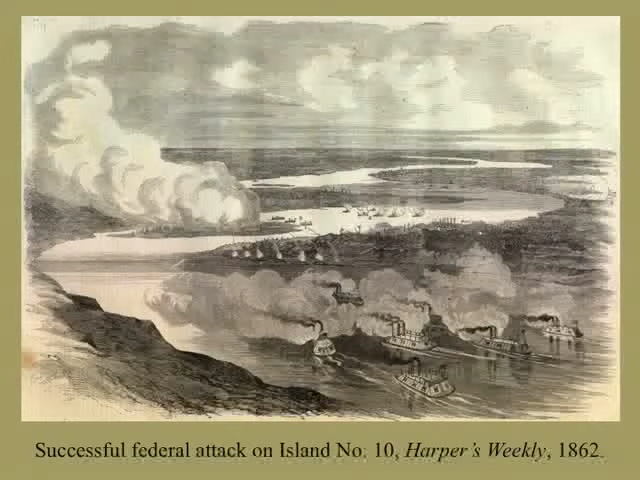 Successful federal attack on Island No. 10, Harper's Weekly, 1862.